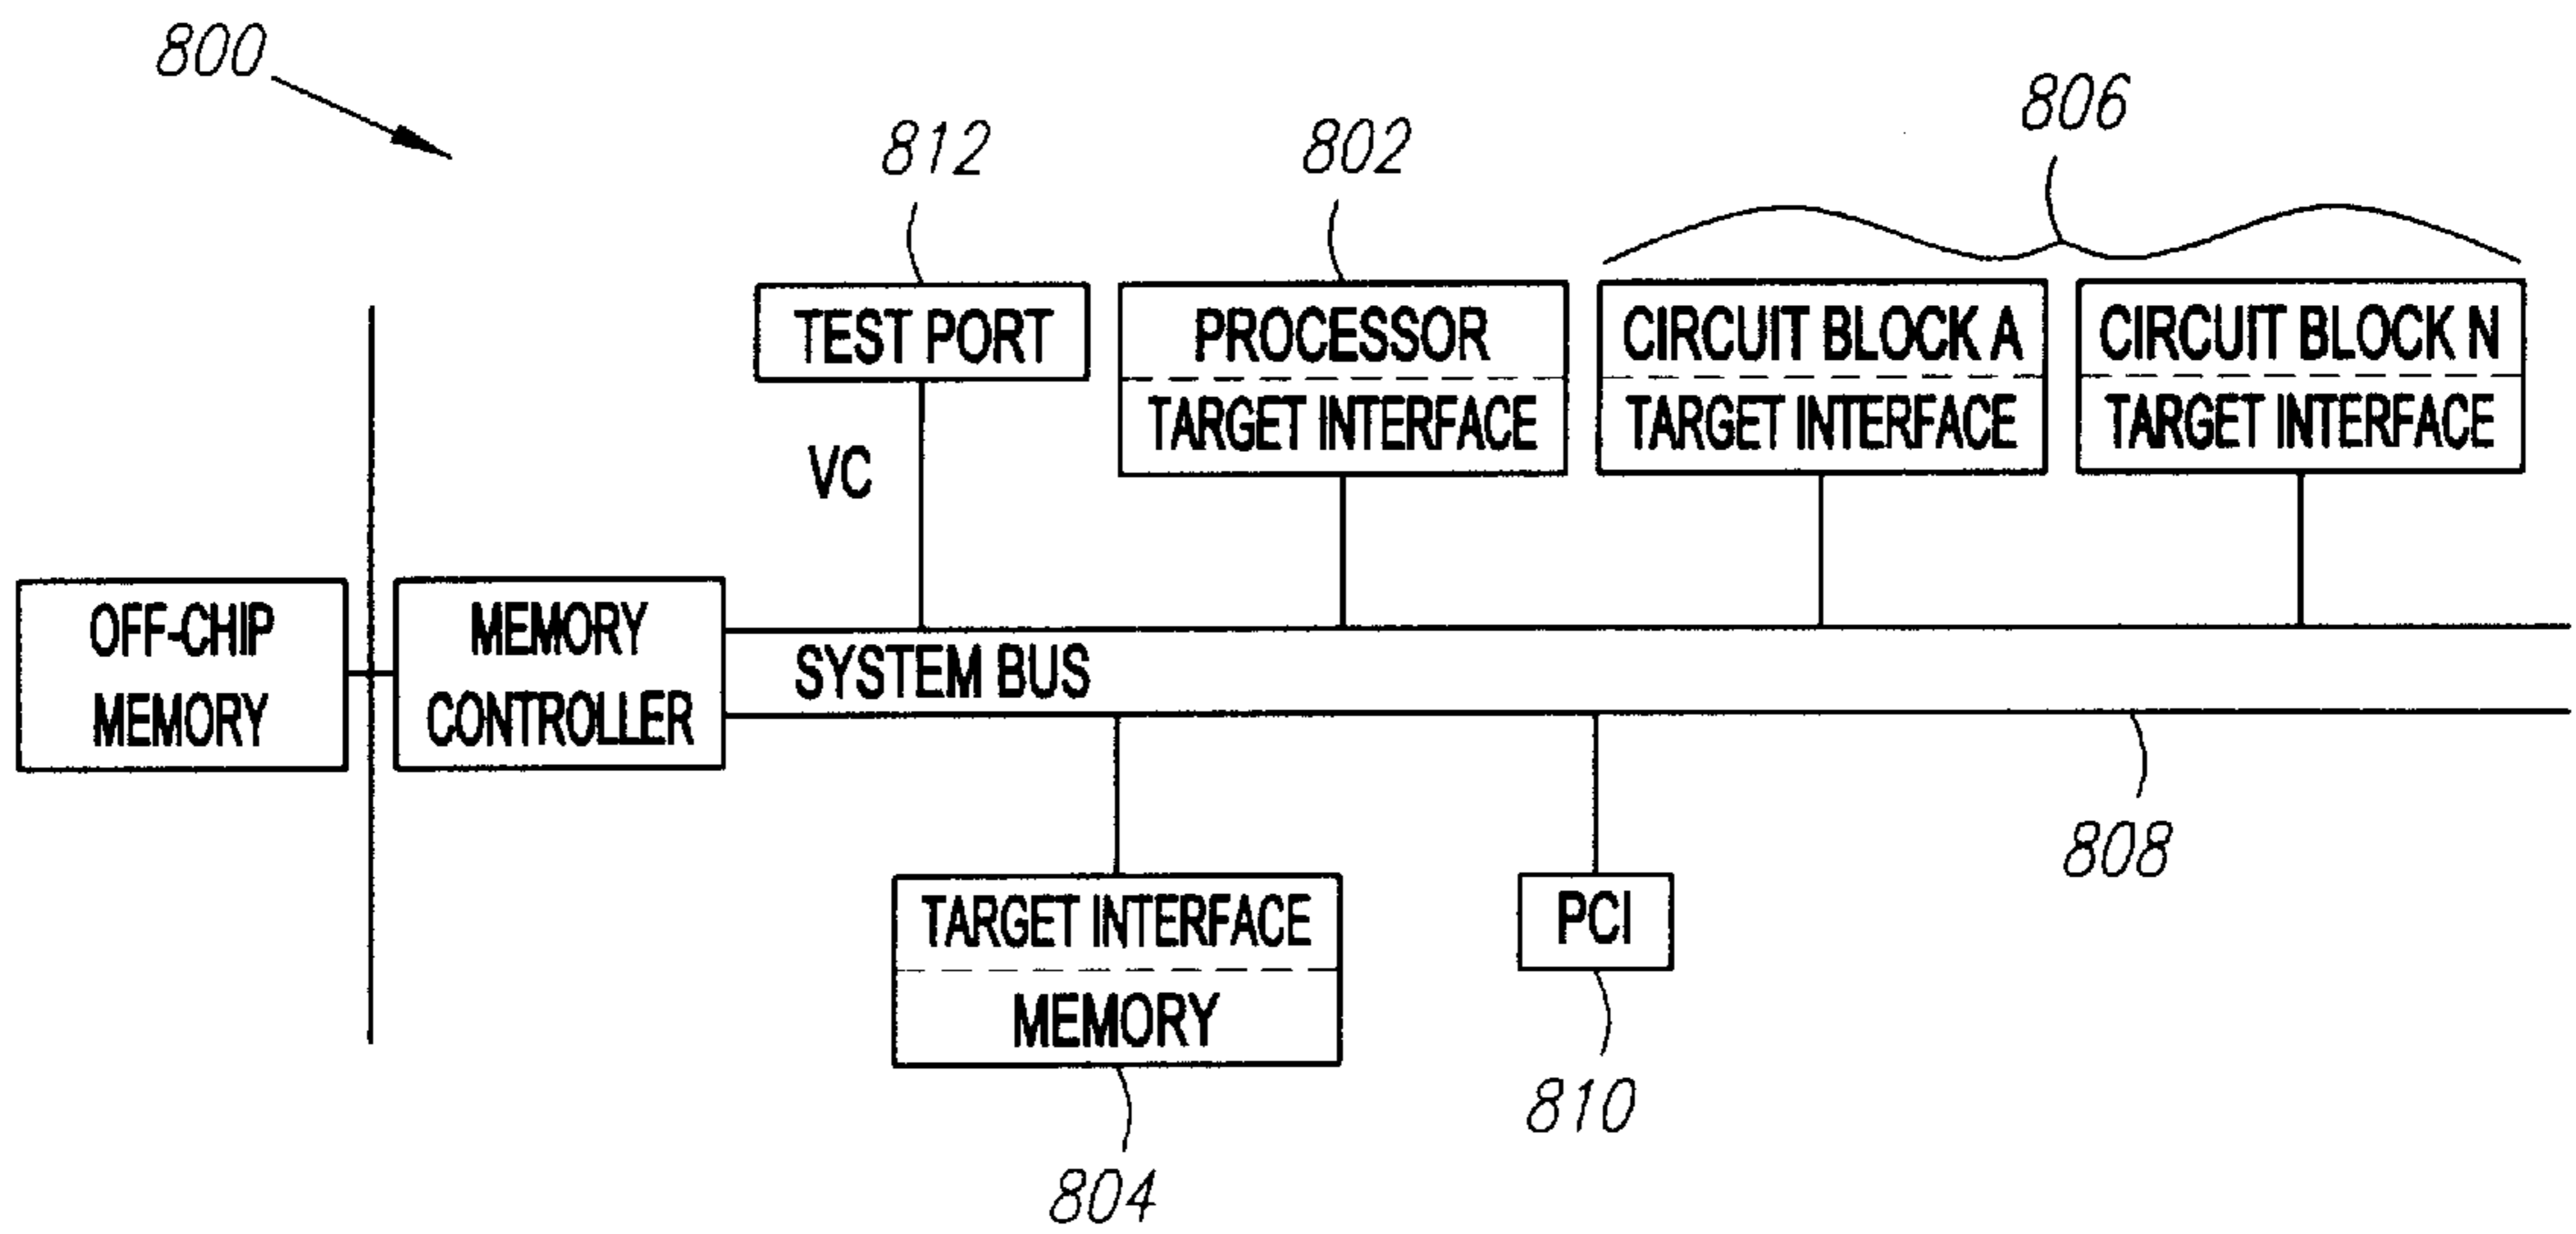 800
806
812
802
TEST PORT
PROCESSOR
TARGET INTERFACE
CIRCUIT BLOCK A
TARGET INTERFACE
CIRCUIT BLOCK N
TARGET INTERFACE
VC
OFF-CHIP
MEMORY
MEMORY
CONTROLLER
SYSTEM BUS
808
TARGET INTERFACE
MEMORY
PCI
810
804